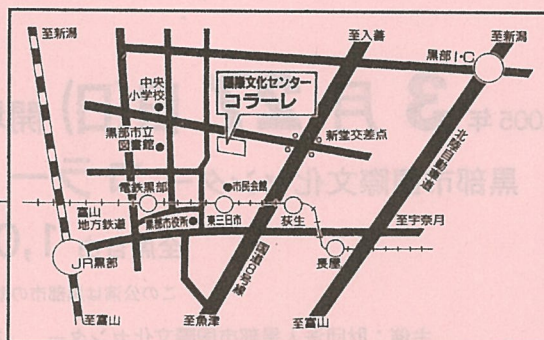 至新潟
至入善
至新潟
黒部I・C
中央
小学校
国際文化センター
コラーレ
黒部市立
図書館
新堂交差点
北陸自動車道
電鉄黒部
市民会館
富山
地方鉄道
黒部市役所
東三日市
荻生
至宇奈月
長屋
JR黒部
国道8号線
至富山
至魚津
至富山